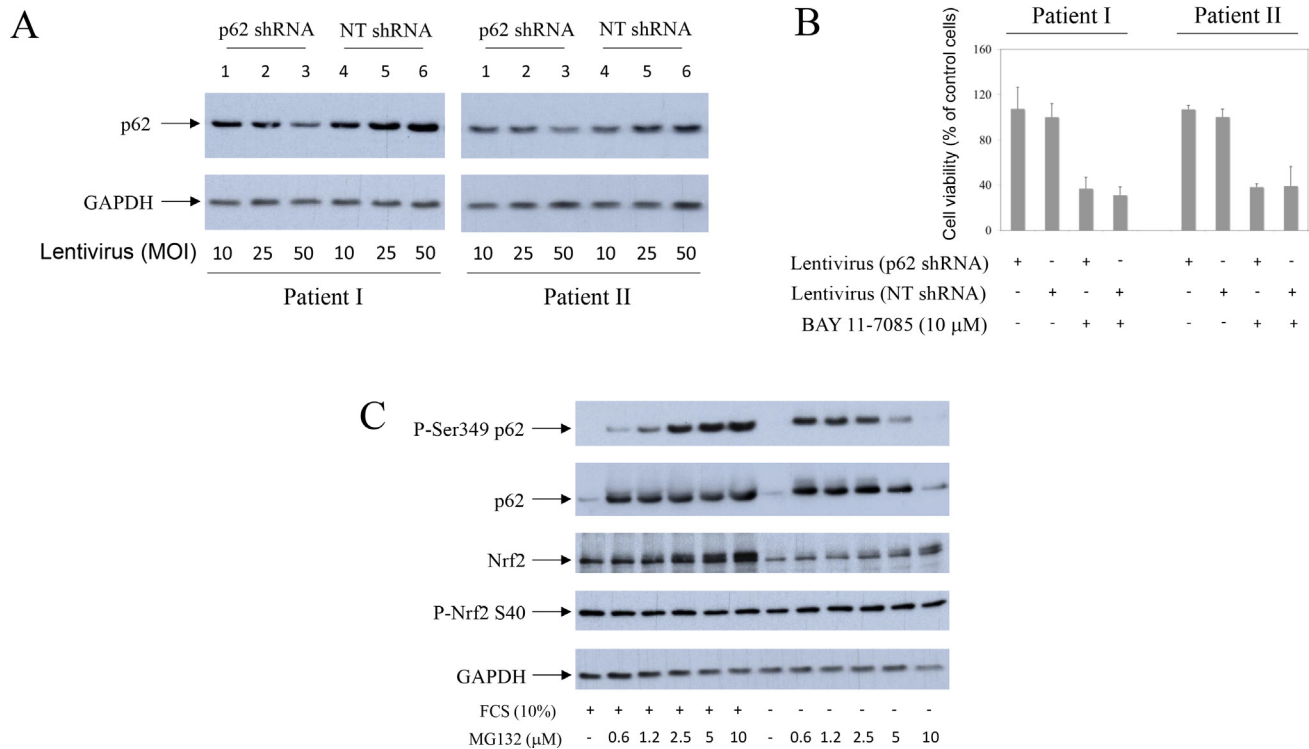 A
p62 shRNA NT shRNA p62 shRNA NT shRNA
1 2 3 4 5 6 1 2 3 4 5 6
p62
GAPDH
Lentivirus (MOI) 10 25 50 10 25 50 10 25 50 10 25 50
Patient I Patient II
B
Patient I Patient II
Cell viability (% of control cells)
160
120
80
40
0
Lentivirus (p62 shRNA) + - + - + - + -
Lentivirus (NT shRNA) - + - + - + - +
BAY 11-7085 (10 µM) - - + + - - + +
C
P-Ser349 p62
p62
Nrf2
P-Nrf2 S40
GAPDH
FCS (10%) + + + + + + - - - - - -
MG132 (µM) - 0.6 1.2 2.5 5 10 - 0.6 1.2 2.5 5 10